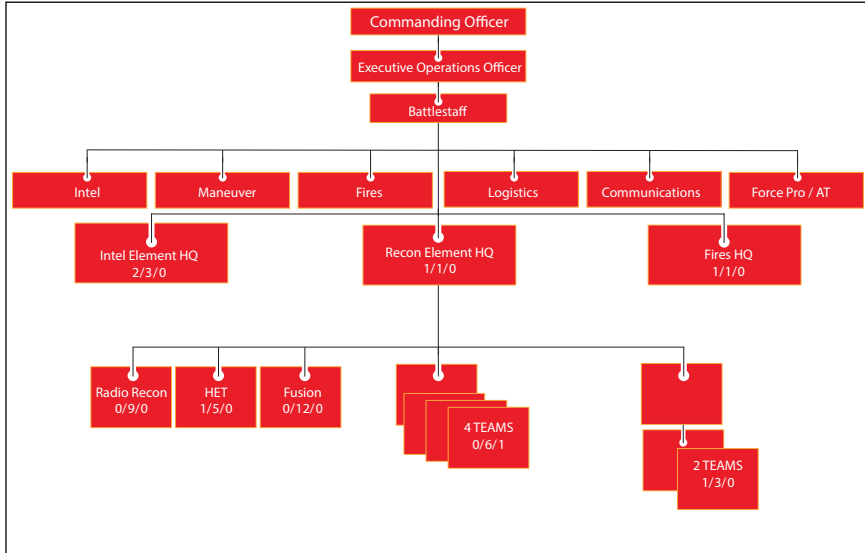 Commanding Officer
Executive Operations Officer
Battlestaff
Intel
Maneuver
Fires
Logistics
Communications
Force Pro / AT
Intel Element HQ
2/3/0
Recon Element HQ
1/1/0
Fires HQ
1/1/0
Radio Recon
0/9/0
HET
1/5/0
Fusion
0/12/0
4 TEAMS
0/6/1
2 TEAMS
1/3/0